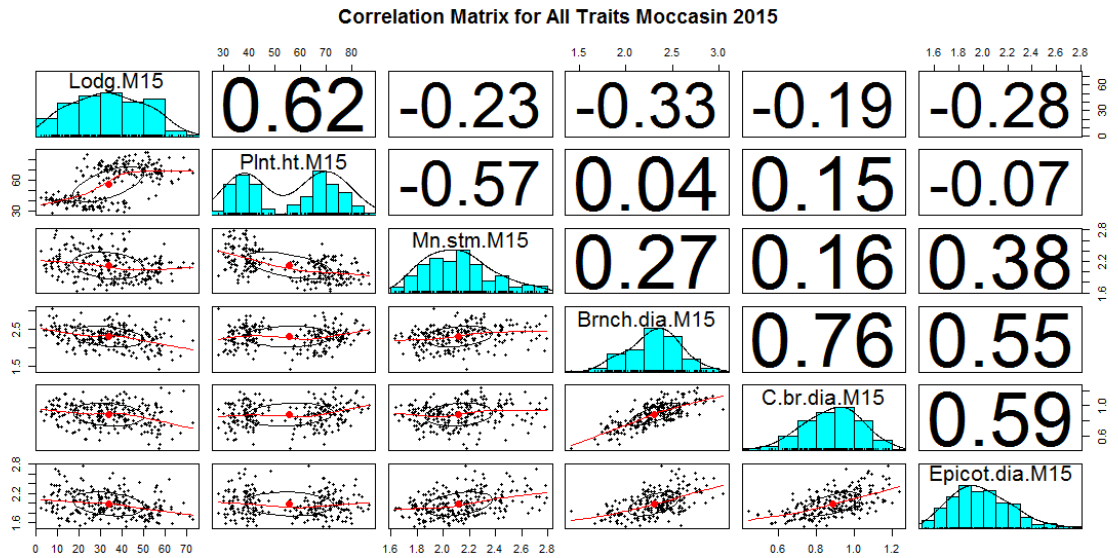 Correlation Matrix for All Traits Moccasin 2015
30 40 50 60 70 80
1.5 2.0 2.5 3.0
1.6 1.8 2.0 2.2 2.4 2.6 2.8
Lodg.M15
0.62
-0.23
-0.33
-0.19
-0.28
0 20 40 60
30 60
Plnt.ht.M15
-0.57
0.04
0.15
-0.07
Mn.stm.M15
0.27
0.16
0.38
1.6 2.0 2.4 2.8
1.5 2.5
Brnch.dia.M15
0.76
0.55
C.br.dia.M15
0.59
0.6 1.0
1.6 2.2 2.8
Epicot.dia.M15
0 10 20 30 40 50 60 70
1.6 1.8 2.0 2.2 2.4 2.6 2.8
0.4 0.6 0.8 1.0 1.2